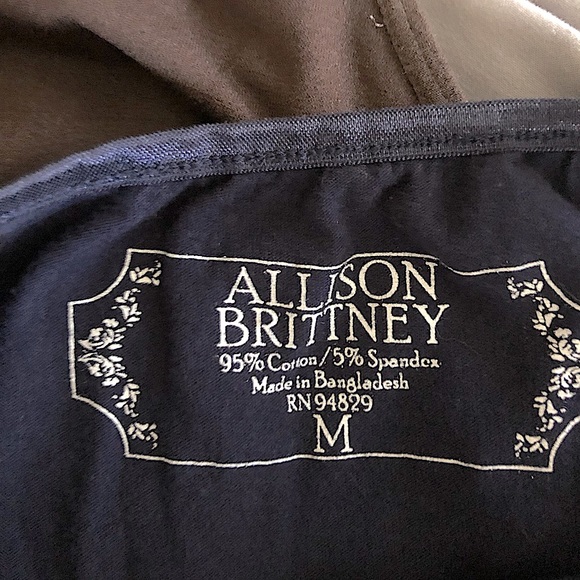 ALLISON
BRITTNEY
95% Cotton / 5% Spandex
Made in Bangladesh
RN 94829
M